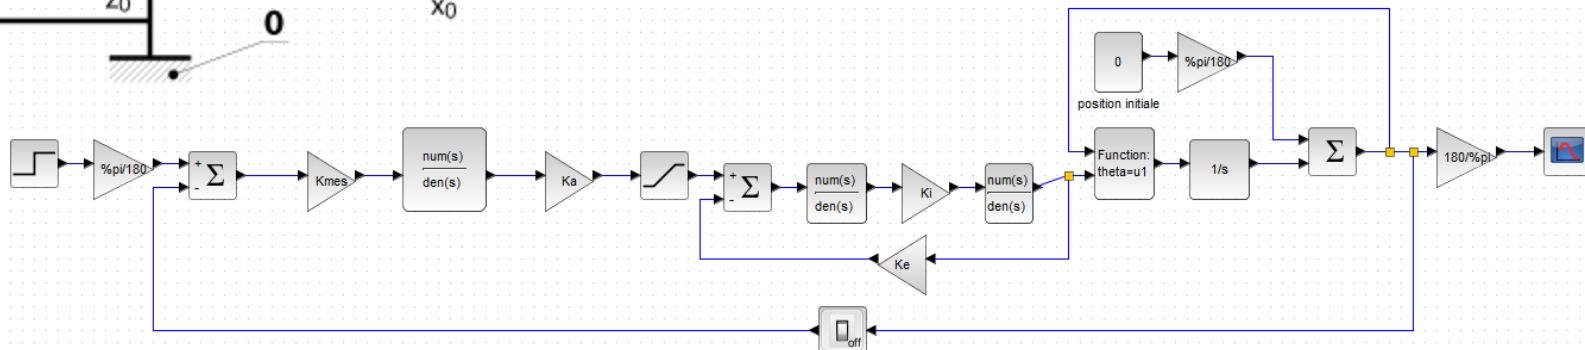 z0
x0
0
0
%pi/180
position initiale
%pi/180
+
-
Σ
Kmes
num(s)
den(s)
Ka
+
-
Σ
num(s)
den(s)
Ki
num(s)
den(s)
Function:
theta=u1
1/s
Σ
180/%pi
Ke
off